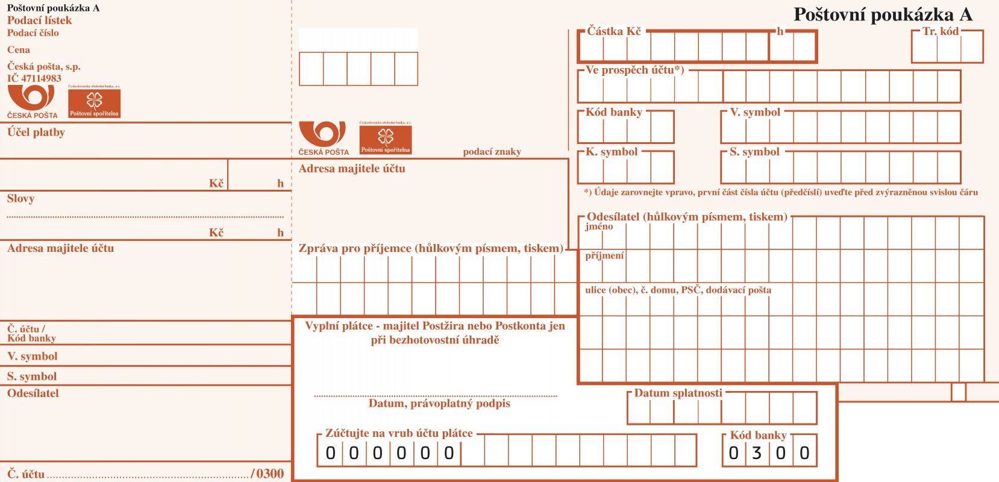 Poštovní poukázka A
Podací lístek
Podací číslo
Cena
Česká pošta, s.p.
IČ 47114983
ČESKÁ POŠTA
Československá obchodní banka, a.s.
Poštovní spořitelna
Účel platby
Kč h
Slovy
Kč h
Adresa majitele účtu
Č. účtu /
Kód banky
V. symbol
S. symbol
Odesílatel
Č. účtu ........ /0300
ČESKÁ POŠTA
Československá obchodní banka, a.s.
Poštovní spořitelna
podací znaky
Adresa majitele účtu
Zpráva pro příjemce (hůlkovým písmem, tiskem)
Poštovní poukázka A
Částka Kč h
Tr. kód
Ve prospěch účtu*)
Kód banky
V. symbol
K. symbol
S. symbol
*) Údaje zarovnejte vpravo, první část čísla účtu (předčíslí) uveďte před zvýrazněnou svislou čáru
Odesílatel (hůlkovým písmem, tiskem)
jméno
příjmení
ulice (obec), č. domu, PSČ, dodávací pošta
Vyplní plátce - majitel Postžira nebo Postkonta jen
při bezhotovostní úhradě
Datum, právoplatný podpis
Datum splatnosti
Zúčtujte na vrub účtu plátce
0 0 0 0 0 0
Kód banky
0 3 0 0